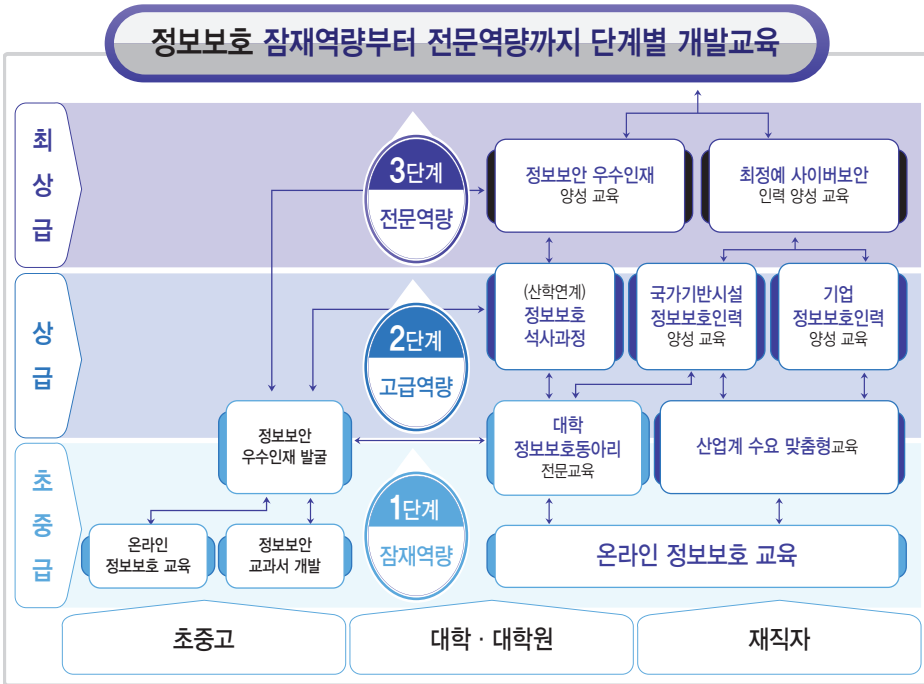 정보보호 잠재역량부터 전문역량까지 단계별 개발교육
최
상
급
3단계
전문역량
정보보안 우수인재
양성 교육
최정예 사이버보안
인력 양성 교육
상
급
2단계
고급역량
(산학연계)
정보보호
석사과정
국가기반시설
정보보호인력
양성 교육
기업
정보보호인력
양성 교육
정보보안
우수인재 발굴
대학
정보보호동아리
전문교육
산업계 수요 맞춤형교육
초
중
급
1단계
잠재역량
온라인
정보보호 교육
정보보안
교과서 개발
온라인 정보보호 교육
초중고
대학 · 대학원
재직자